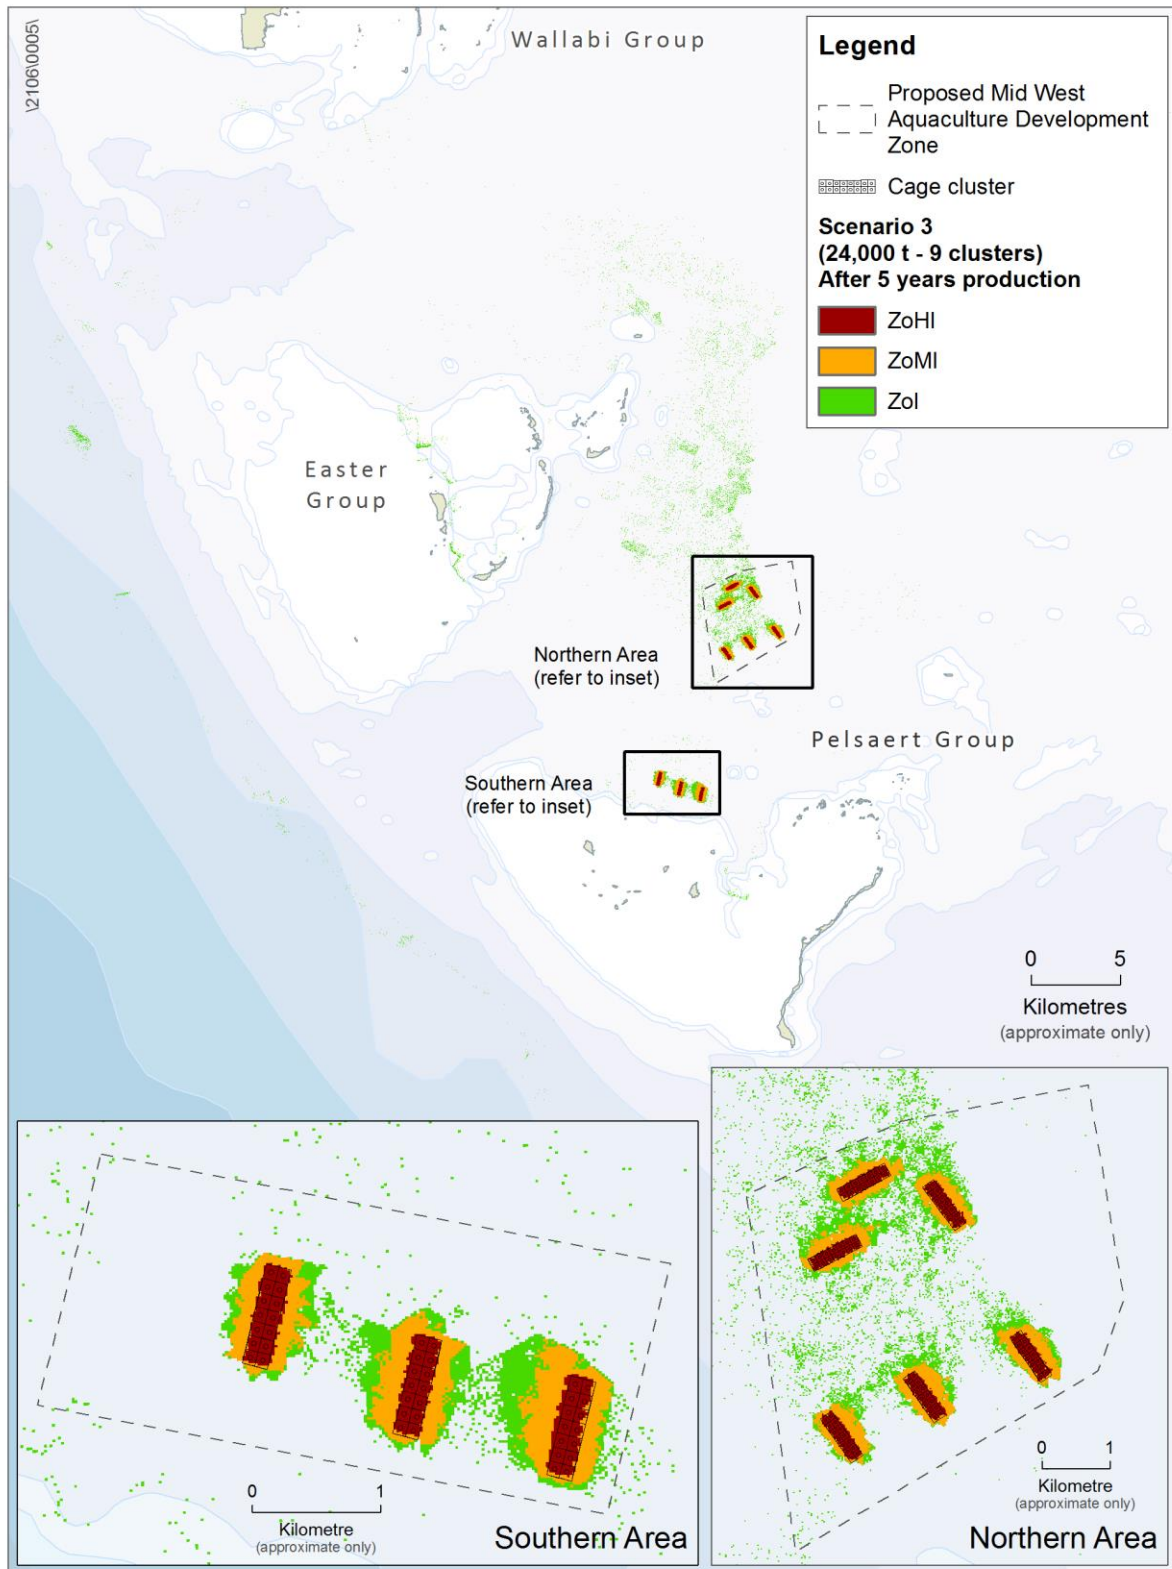 \2106\0005\
Wallabi Group
Legend
Proposed Mid West
Aquaculture Development
Zone
Cage cluster
Scenario 3
(24,000 t - 9 clusters)
After 5 years production
ZoHI
ZoMI
ZoI
Easter
Group
Northern Area
(refer to inset)
Pelsaert Group
Southern Area
(refer to inset)
0 5
Kilometres
(approximate only)
0 1
Kilometre
(approximate only)
Southern Area
0 1
Kilometre
(approximate only)
Northern Area